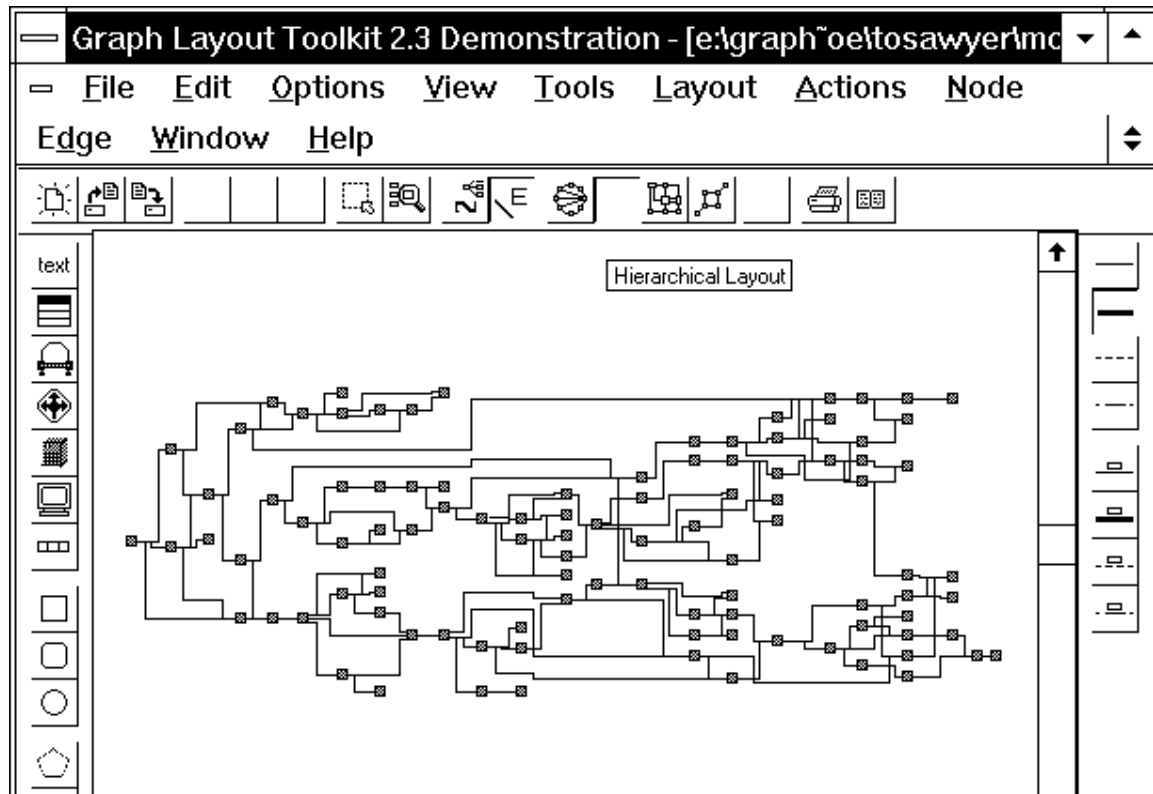 Graph Layout Toolkit 2.3 Demonstration - [e:\graph˜oe\tosawyer\mc
File Edit Options View Tools Layout Actions Node
Edge Window Help
E
text
Hierarchical Layout